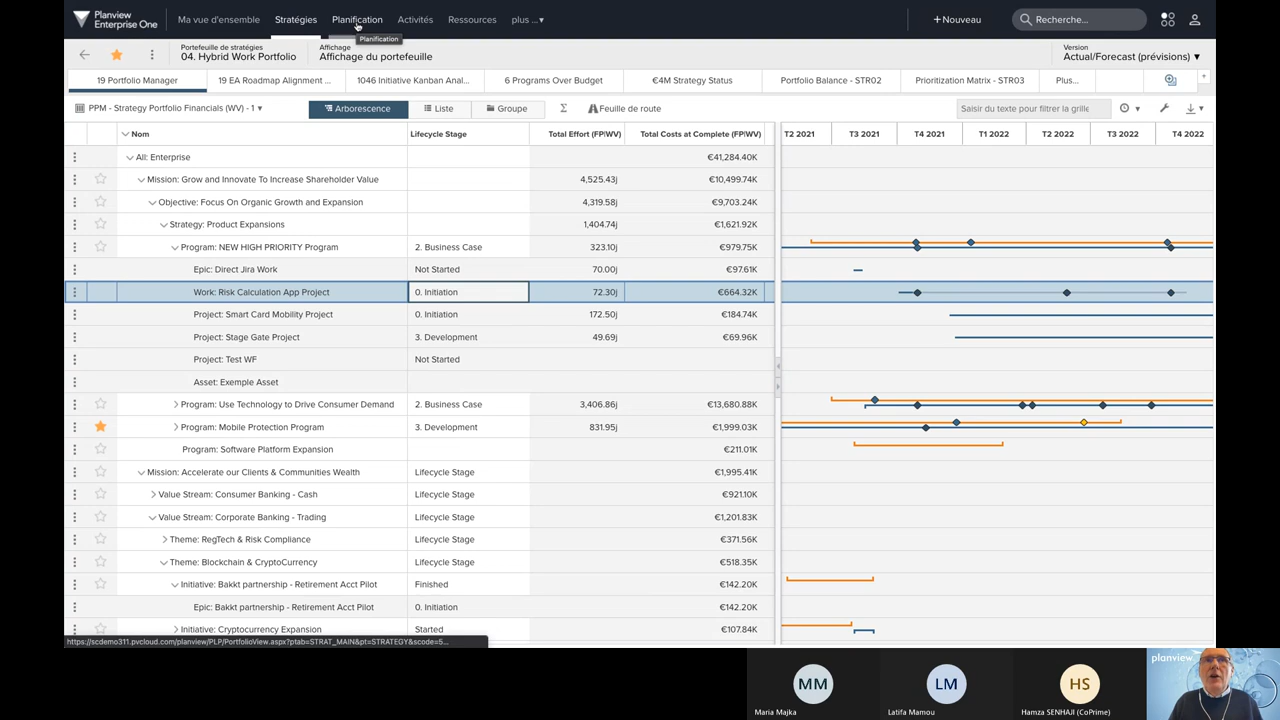 Planview Enterprise One
Ma vue d'ensemble Stratégies Planification Activités Ressources plus ...
+Nouveau
Recherche...
Planification
Portefeuille de stratégies
04. Hybrid Work Portfolio
Affichage
Affichage du portefeuille
Version
Actual/Forecast (prévisions)
19 Portfolio Manager
19 EA Roadmap Alignment ...
1046 Initiative Kanban Anal...
6 Programs Over Budget
€4M Strategy Status
Portfolio Balance - STR02
Prioritization Matrix - STR03
Plus...
PPM - Strategy Portfolio Financials (WV) - 1
Arborescence
Liste
Groupe
Σ
Feuille de route
Saisir du texte pour filtrer la grille
Nom Lifecycle Stage Total Effort (FP|WV) Total Costs at Complete (FP|WV) T2 2021 T3 2021 T4 2021 T1 2022 T2 2022 T3 2022 T4 2022
All: Enterprise €41,284.40K
Mission: Grow and Innovate To Increase Shareholder Value 4,525.43j €10,499.74K
Objective: Focus On Organic Growth and Expansion 4,319.58j €9,703.24K
Strategy: Product Expansions 1,404.74j €1,621.92K
Program: NEW HIGH PRIORITY Program 2. Business Case 323.10j €979.75K
Epic: Direct Jira Work Not Started 70.00j €97.61K
Work: Risk Calculation App Project 0. Initiation 72.30j €664.32K
Project: Smart Card Mobility Project 0. Initiation 172.50j €184.74K
Project: Stage Gate Project 3. Development 49.69j €69.96K
Project: Test WF Not Started
Asset: Exemple Asset
Program: Use Technology to Drive Consumer Demand 2. Business Case 3,406.86j €13,680.88K
Program: Mobile Protection Program 3. Development 831.95j €1,999.03K
Program: Software Platform Expansion €211.01K
Mission: Accelerate our Clients & Communities Wealth Lifecycle Stage €1,995.41K
Value Stream: Consumer Banking - Cash Lifecycle Stage €921.10K
Value Stream: Corporate Banking - Trading Lifecycle Stage €1,201.83K
Theme: RegTech & Risk Compliance Lifecycle Stage €371.56K
Theme: Blockchain & CryptoCurrency Lifecycle Stage €518.35K
Initiative: Bakkt partnership - Retirement Acct Pilot Finished €142.20K
Epic: Bakkt partnership - Retirement Acct Pilot 0. Initiation €142.20K
Initiative: Cryptocurrency Expansion Started €107.84K
https://scdemo311.pvcloud.com/planview/PLP/PortfolioView.aspx?ptab=STRAT_MAIN&pt=STRATEGY&scode=5...
MM
Maria Majka
LM
Latifa Mamou
HS
Hamza SENHAJI (CoPrime)
planview